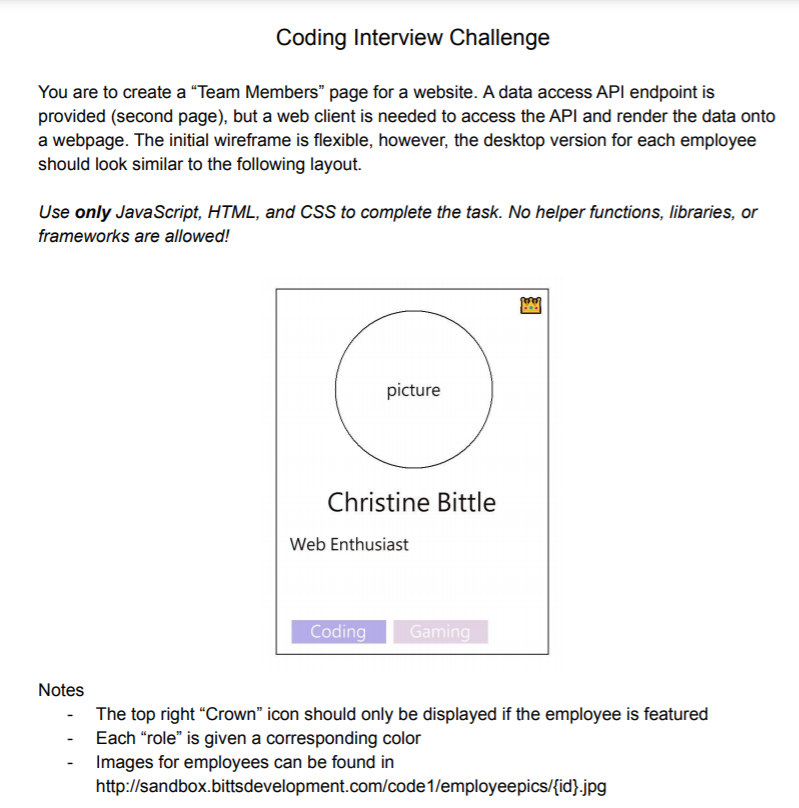 Coding Interview Challenge
You are to create a “Team Members” page for a website. A data access API endpoint is
provided (second page), but a web client is needed to access the API and render the data onto
a webpage. The initial wireframe is flexible, however, the desktop version for each employee
should look similar to the following layout.
Use only JavaScript, HTML, and CSS to complete the task. No helper functions, libraries, or
frameworks are allowed!
picture
Christine Bittle
Web Enthusiast
Coding Gaming
Notes
- The top right “Crown” icon should only be displayed if the employee is featured
- Each “role” is given a corresponding color
- Images for employees can be found in
http://sandbox.bittsdevelopment.com/code1/employeepics/{id}.jpg